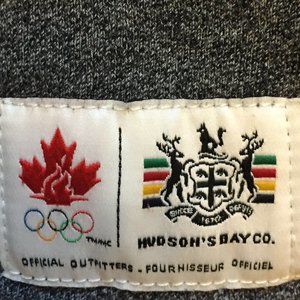 SINCE DEPUIS
1670
TM/MC
HUDSON'S BAY CO.
OFFICIAL OUTFITTERS - FOURNISSEUR OFFICIEL